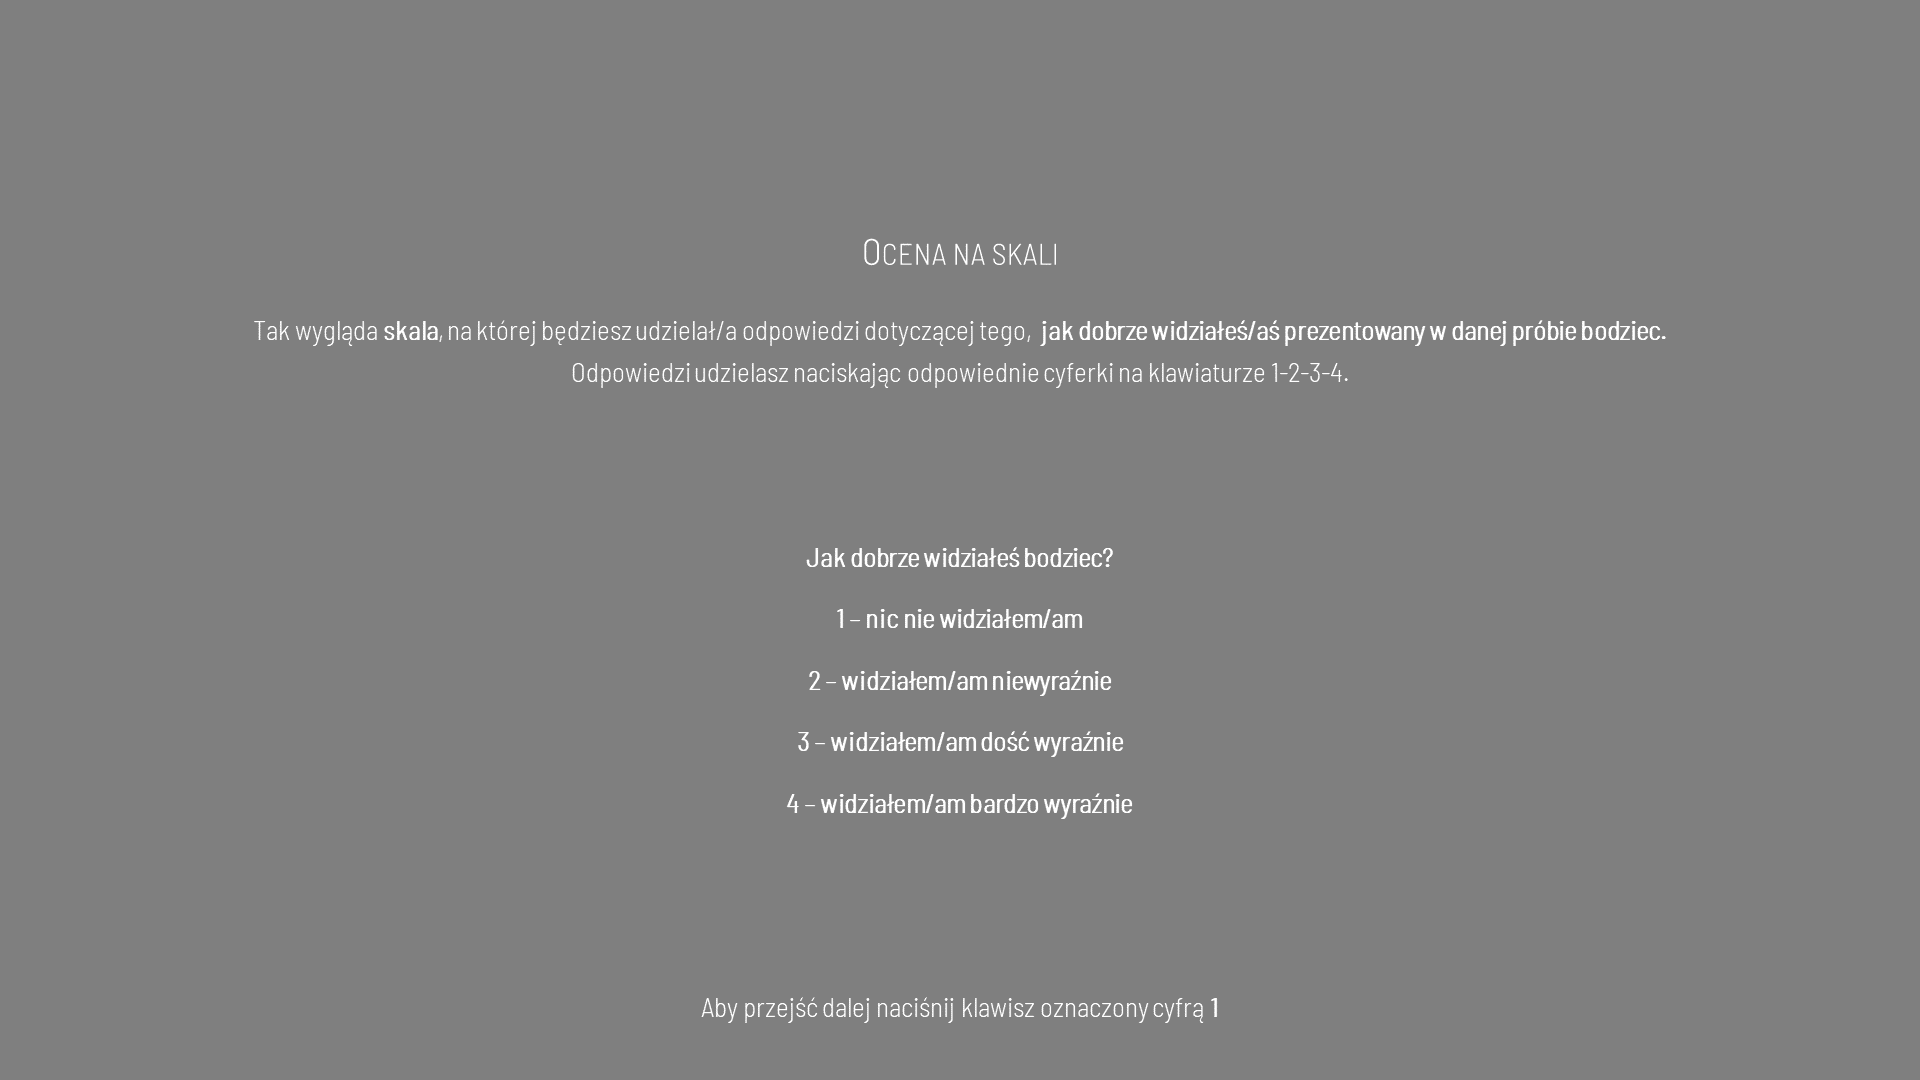 OCENA NA SKALI
Tak wygląda skala, na której będziesz udzielał/a odpowiedzi dotyczącej tego, jak dobrze widziałeś/aś prezentowany w danej próbie bodziec.
Odpowiedzi udzielasz naciskając odpowiednie cyferki na klawiaturze 1-2-3-4.
Jak dobrze widziałeś bodziec?
1 – nic nie widziałem/am
2 – widziałem/am niewyraźnie
3 – widziałem/am dość wyraźnie
4 – widziałem/am bardzo wyraźnie
Aby przejść dalej naciśnij klawisz oznaczony cyfrą 1